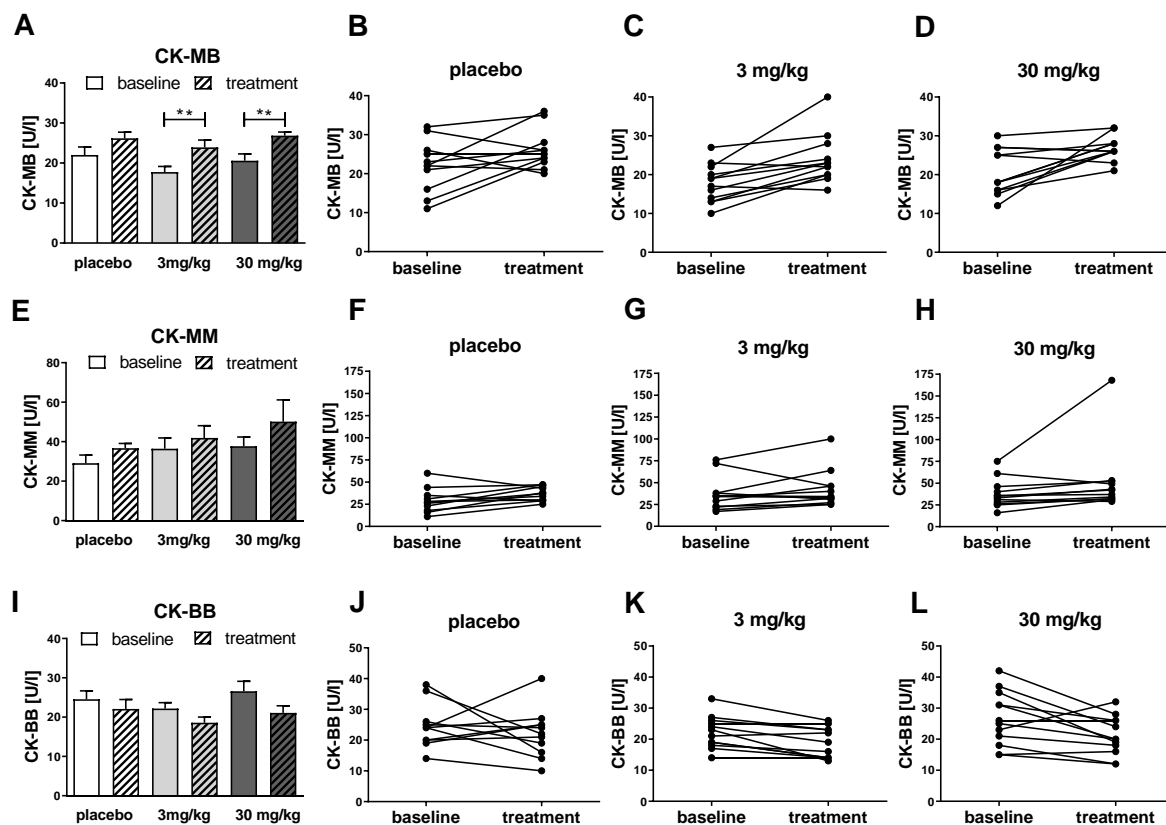 A
CK-MB
baseline treatment
CK-MB [U/l]
40
30
20
10
0
** **
placebo 3mg/kg 30 mg/kg
B
placebo
CK-MB [U/l]
40
30
20
10
0
baseline treatment
C
3 mg/kg
CK-MB [U/l]
40
30
20
10
0
baseline treatment
D
30 mg/kg
CK-MB [U/l]
40
30
20
10
0
baseline treatment
E
CK-MM
baseline treatment
CK-MM [U/l]
80
60
40
20
0
placebo 3mg/kg 30 mg/kg
F
placebo
CK-MM [U/l]
175
150
125
100
75
50
25
0
baseline treatment
G
3 mg/kg
CK-MM [U/l]
175
150
125
100
75
50
25
0
baseline treatment
H
30 mg/kg
CK-MM [U/l]
175
150
125
100
75
50
25
0
baseline treatment
I
CK-BB
baseline treatment
CK-BB [U/l]
40
30
20
10
0
placebo 3mg/kg 30 mg/kg
J
placebo
CK-BB [U/l]
50
40
30
20
10
0
baseline treatment
K
3 mg/kg
CK-BB [U/l]
50
40
30
20
10
0
baseline treatment
L
30 mg/kg
CK-BB [U/l]
50
40
30
20
10
0
baseline treatment